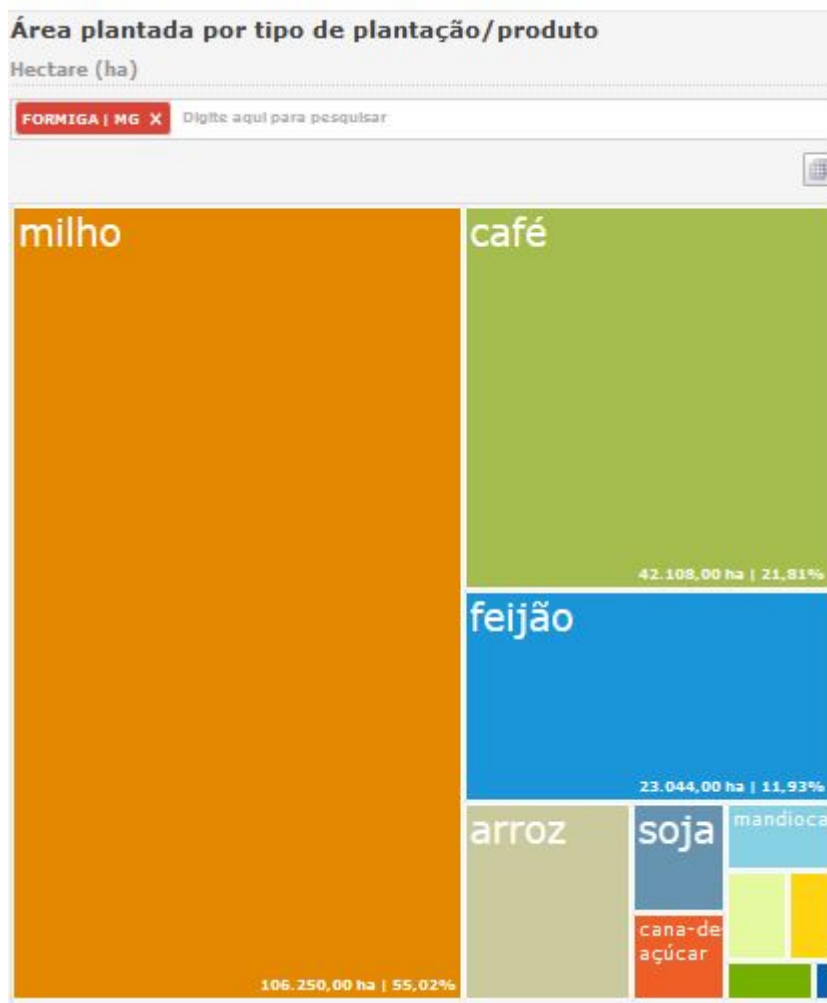 Área plantada por tipo de plantação/produto
Hectare (ha)
FORMIGA | MG X Digite aqui para pesquisar
milho
café
42.108,00 ha | 21,81%
feijão
23.044,00 ha | 11,93%
arroz
soja
mandioca
cana-de-
açúcar
106.250,00 ha | 55,02%